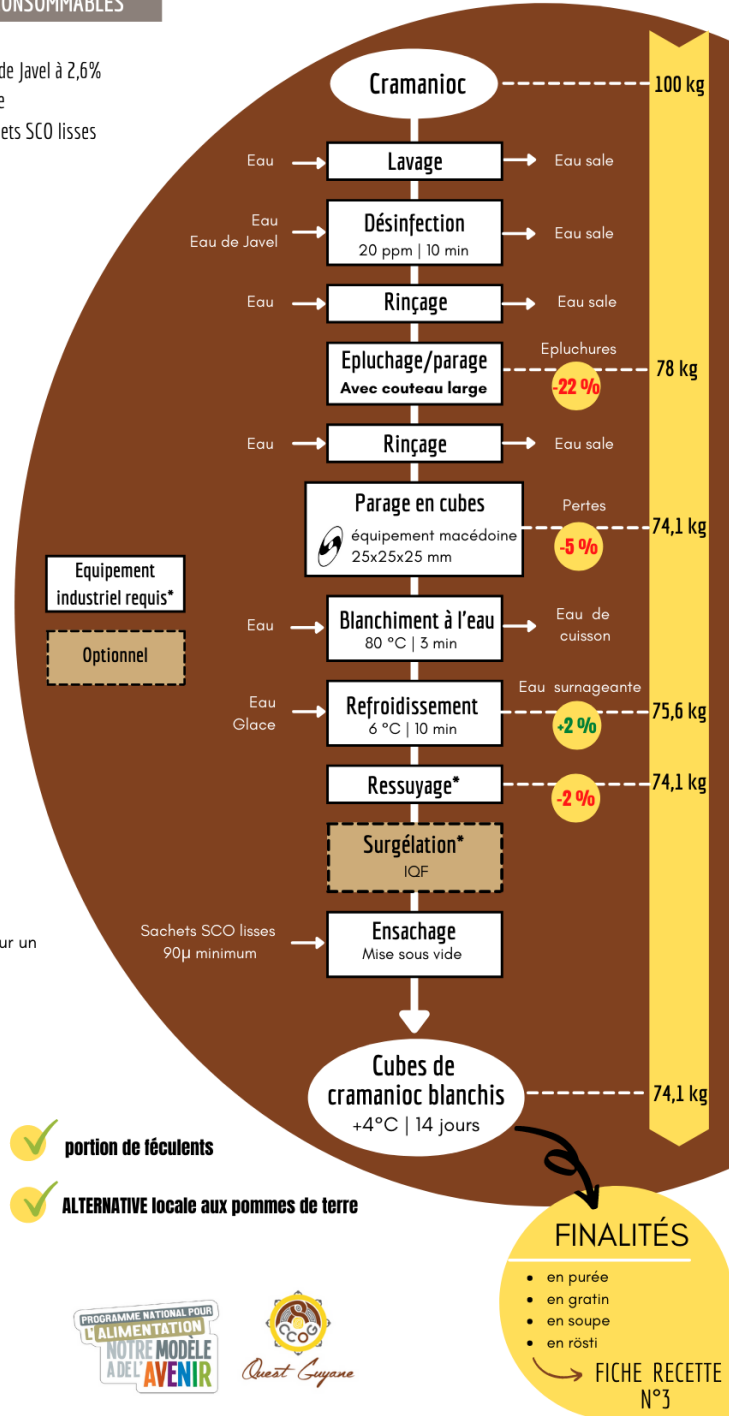 CONSOMMABLES
de Javel à 2,6%
e
ets SCO lisses
Cramanioc
100 kg
Eau
Lavage
Eau sale
Eau
Eau de Javel
Désinfection
20 ppm | 10 min
Eau sale
Eau
Rinçage
Eau sale
Epluchage/parage
Avec couteau large
Epluchures
-22 %
78 kg
Eau
Rinçage
Eau sale
Parage en cubes
équipement macédoine
25x25x25 mm
Pertes
-5 %
74,1 kg
Equipement
industriel requis*
Optionnel
Eau
Blanchiment à l'eau
80 °C | 3 min
Eau de
cuisson
Eau
Glace
Refroidissement
6 °C | 10 min
Eau surnageante
+2 %
75,6 kg
Ressuyage*
-2 %
74,1 kg
Surgélation*
IQF
ur un
Sachets SCO lisses
90µ minimum
Ensachage
Mise sous vide
Cubes de
cramanioc blanchis
+4°C | 14 jours
74,1 kg
portion de féculents
ALTERNATIVE locale aux pommes de terre
FINALITÉS
• en purée
• en gratin
• en soupe
• en rösti
FICHE RECETTE
N°3
PROGRAMME NATIONAL POUR
L'ALIMENTATION
NOTRE MODÈLE
A DE L'AVENIR
CCOG
Ouest Guyane